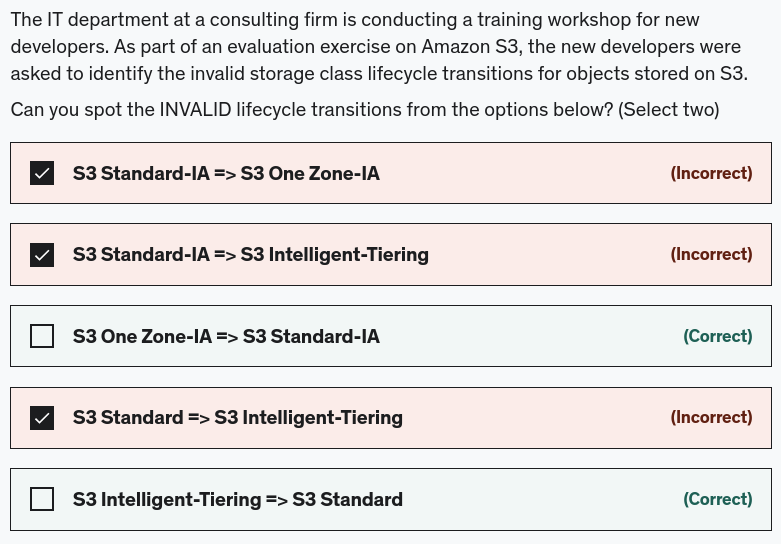 The IT department at a consulting firm is conducting a training workshop for new
developers. As part of an evaluation exercise on Amazon S3, the new developers were
asked to identify the invalid storage class lifecycle transitions for objects stored on S3.
Can you spot the INVALID lifecycle transitions from the options below? (Select two)
S3 Standard-IA => S3 One Zone-IA (Incorrect)
S3 Standard-IA => S3 Intelligent-Tiering (Incorrect)
S3 One Zone-IA => S3 Standard-IA (Correct)
S3 Standard => S3 Intelligent-Tiering (Incorrect)
S3 Intelligent-Tiering => S3 Standard (Correct)